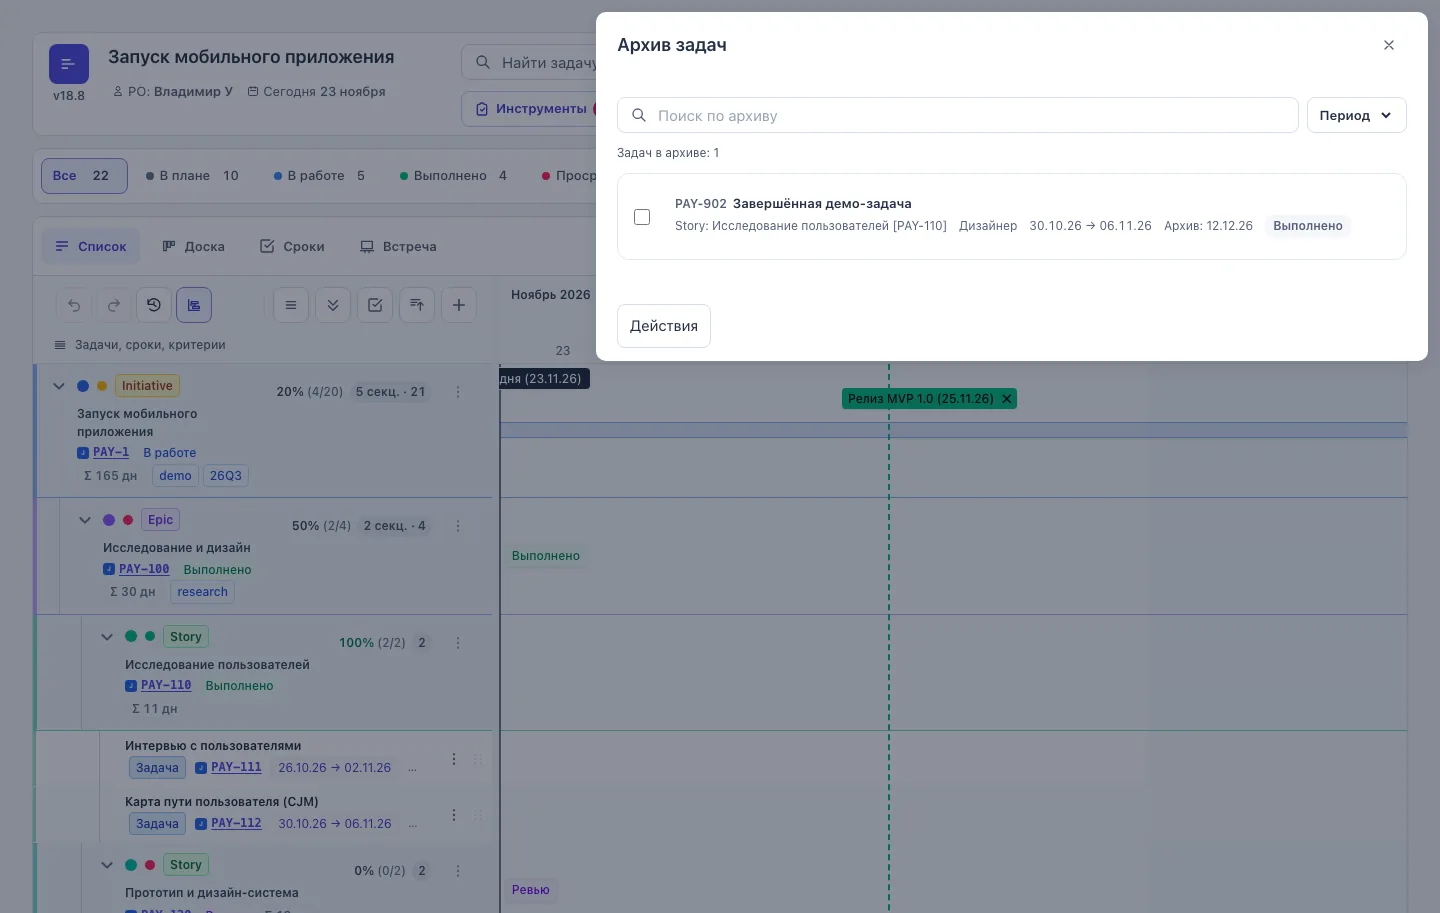 Запуск мобильного приложения
v18.8
PO: Владимир У
Сегодня 23 ноября
Найти задачу
Инструменты
Все 22
В плане 10
В работе 5
Выполнено 4
Список
Доска
Сроки
Встреча
Ноябрь 2026
Задачи, сроки, критерии
23
Архив задач
Поиск по архиву
Период
Задач в архиве: 1
PAY-902 Завершённая демо-задача
Story: Исследование пользователей [PAY-110] Дизайнер 30.10.26 → 06.11.26 Архив: 12.12.26 Выполнено
Действия
Initiative
20% (4/20) 5 секц. · 21
Запуск мобильного
приложения
PAY-1 В работе
Σ 165 дн demo 26Q3
дня (23.11.26)
Релиз MVP 1.0 (25.11.26) ✕
Epic
50% (2/4) 2 секц. · 4
Исследование и дизайн
PAY-100 Выполнено
Σ 30 дн research
Выполнено
Story
100% (2/2) 2
Исследование пользователей
PAY-110 Выполнено
Σ 11 дн
Интервью с пользователями
Задача PAY-111 26.10.26 → 02.11.26 ...
Карта пути пользователя (CJM)
Задача PAY-112 30.10.26 → 06.11.26 ...
Story
0% (0/2) 2
Прототип и дизайн-система
Ревью